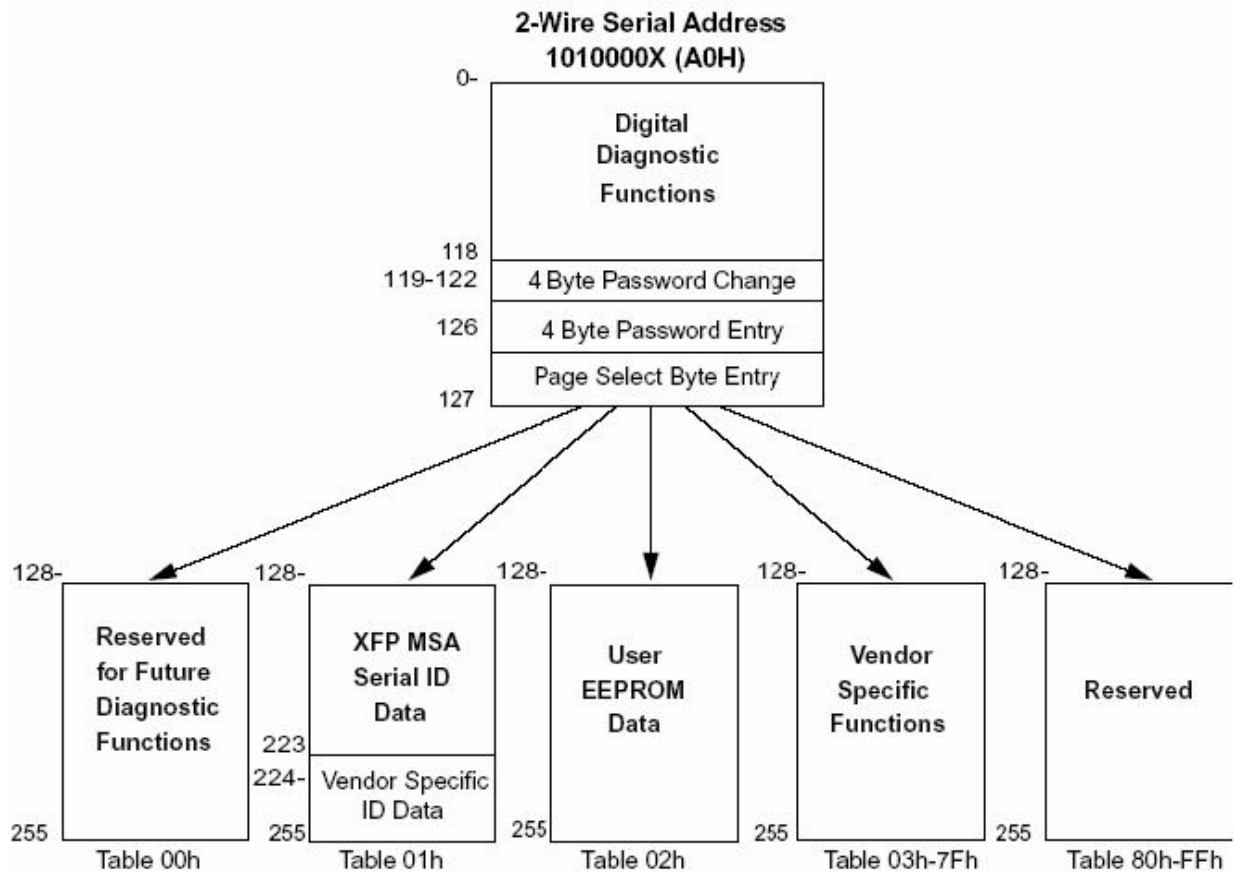 2-Wire Serial Address
1010000X (A0H)
0-
Digital
Diagnostic
Functions
118
119-122
4 Byte Password Change
126
4 Byte Password Entry
Page Select Byte Entry
127
128-
Reserved
for Future
Diagnostic
Functions
255
Table 00h
128-
XFP MSA
Serial ID
Data
223
224-
Vendor Specific
ID Data
255
Table 01h
128-
User
EEPROM
Data
255
Table 02h
128-
Vendor
Specific
Functions
255
Table 03h-7Fh
128-
Reserved
255
Table 80h-FFh